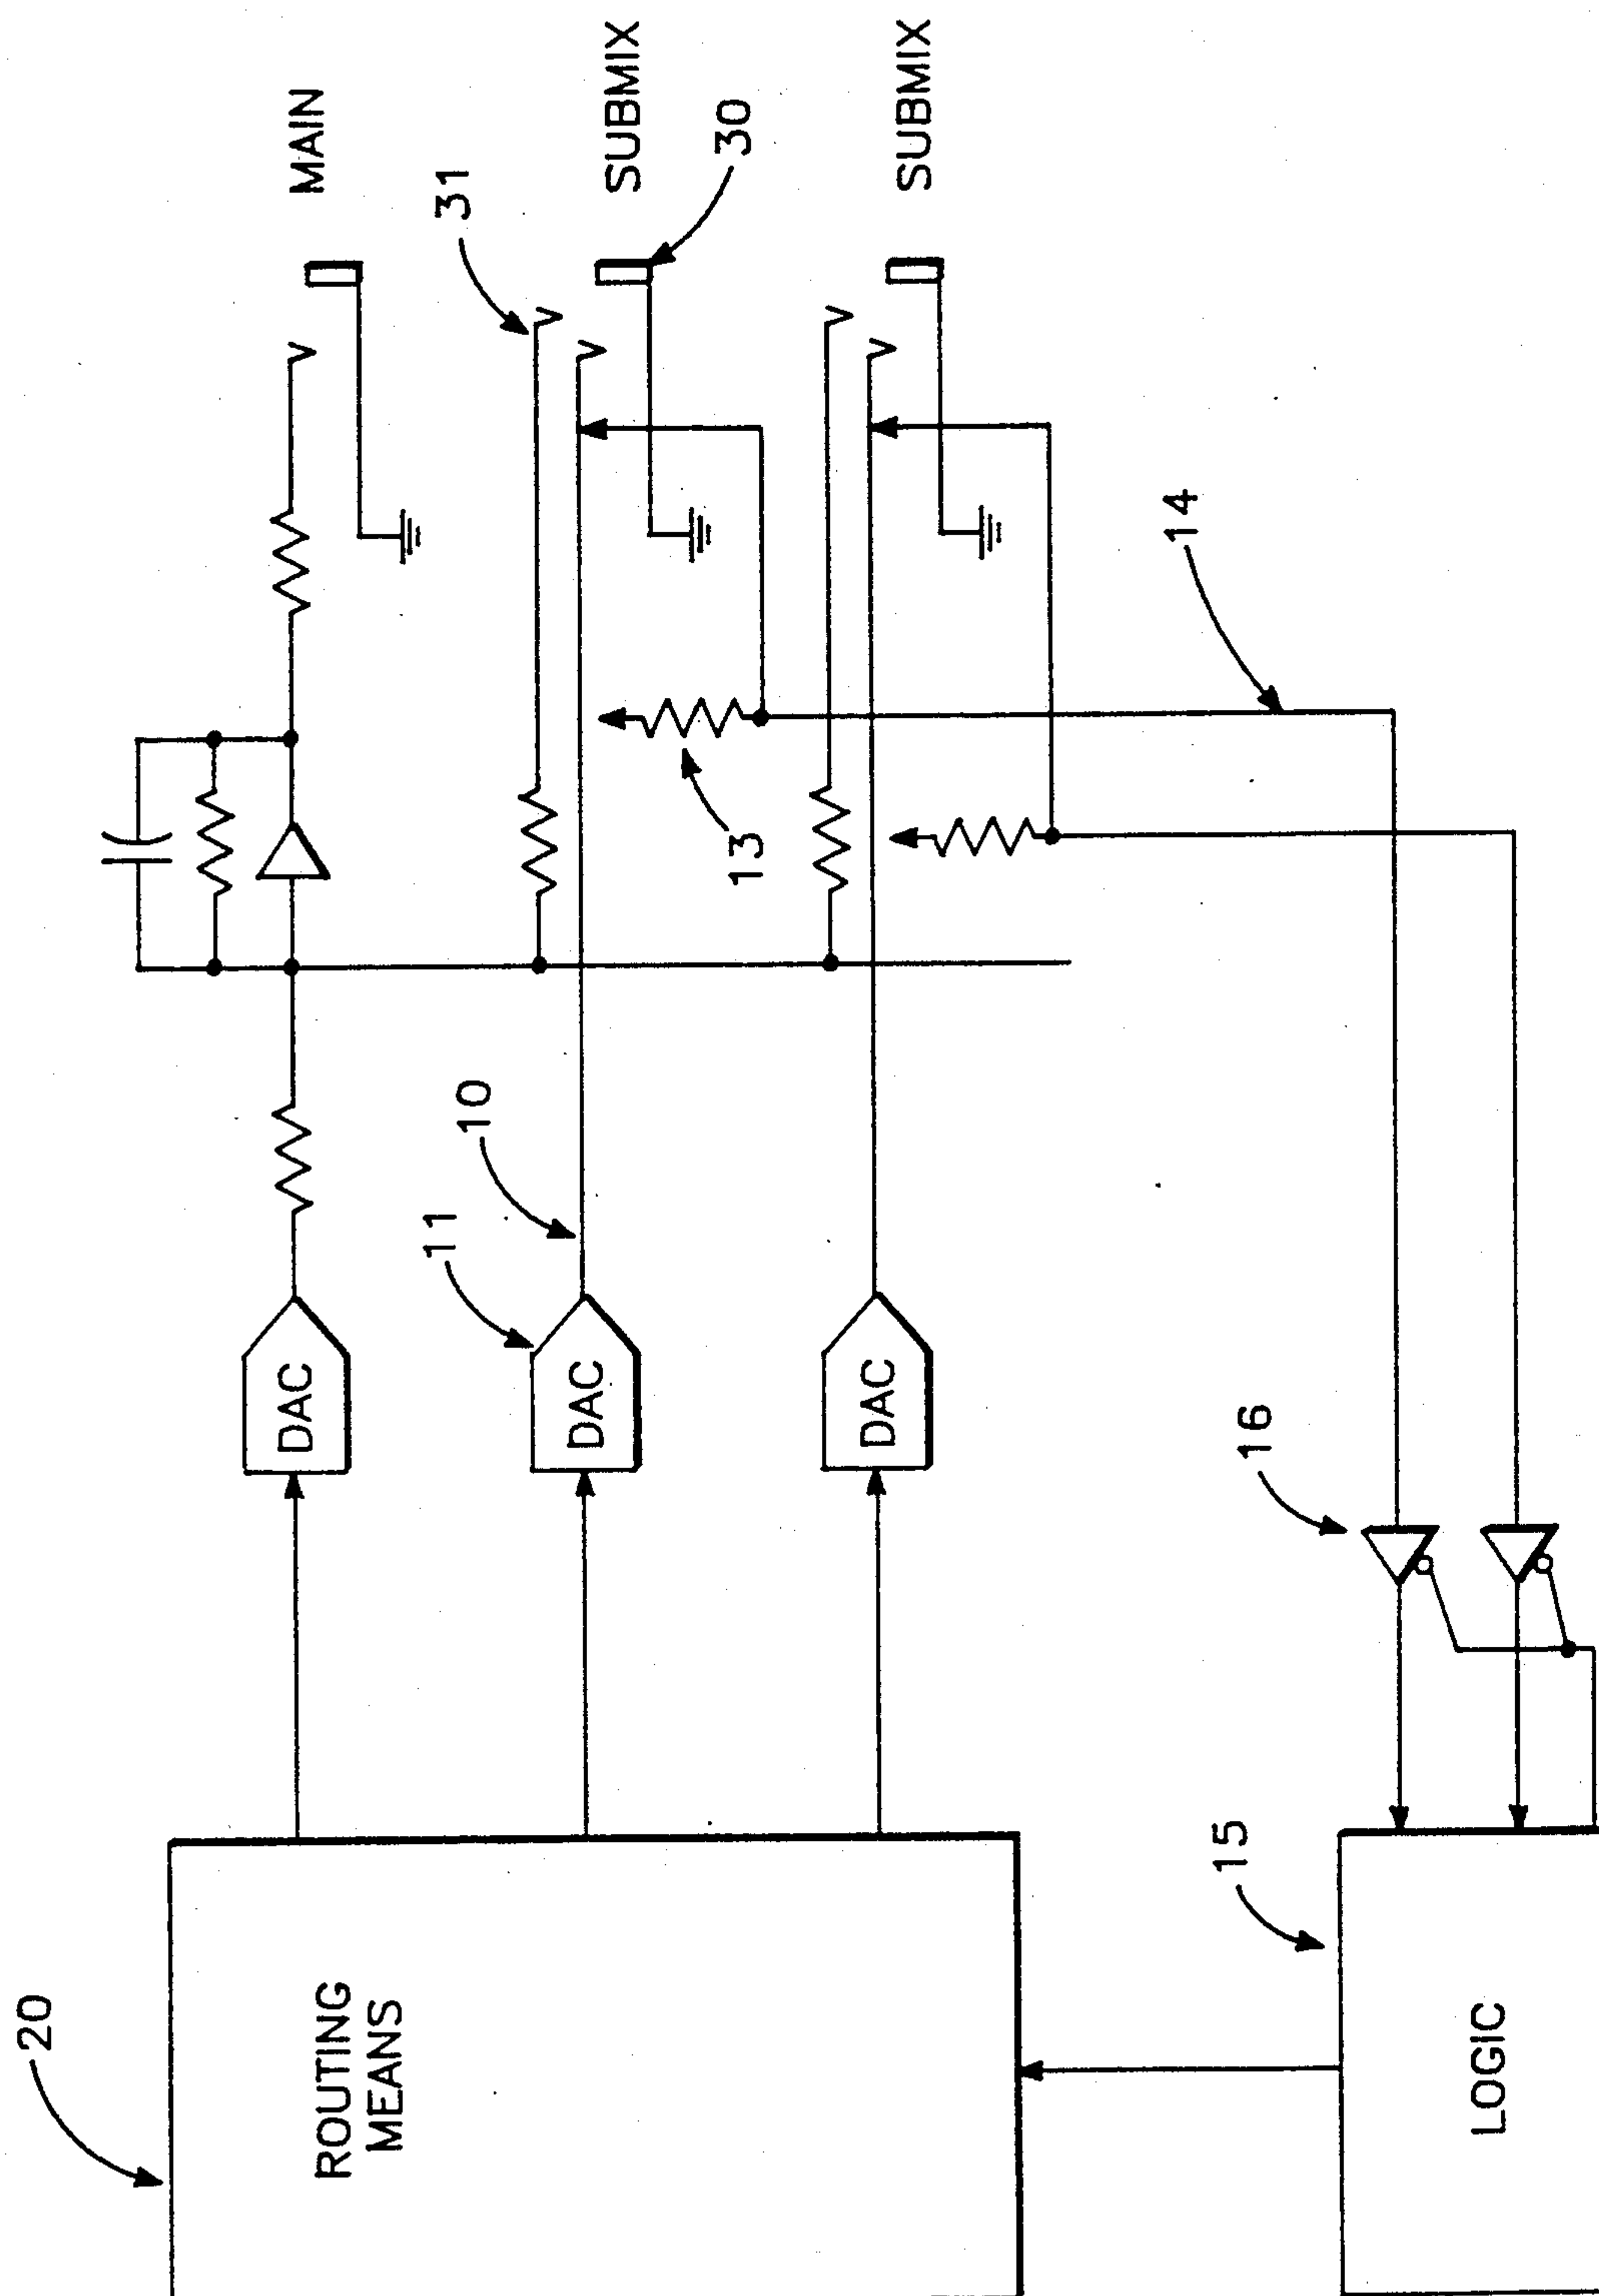 20
ROUTING
MEANS
15
LOGIC
16
DAC
DAC
DAC
11
10
13
14
31
30
MAIN
SUBMIX
SUBMIX